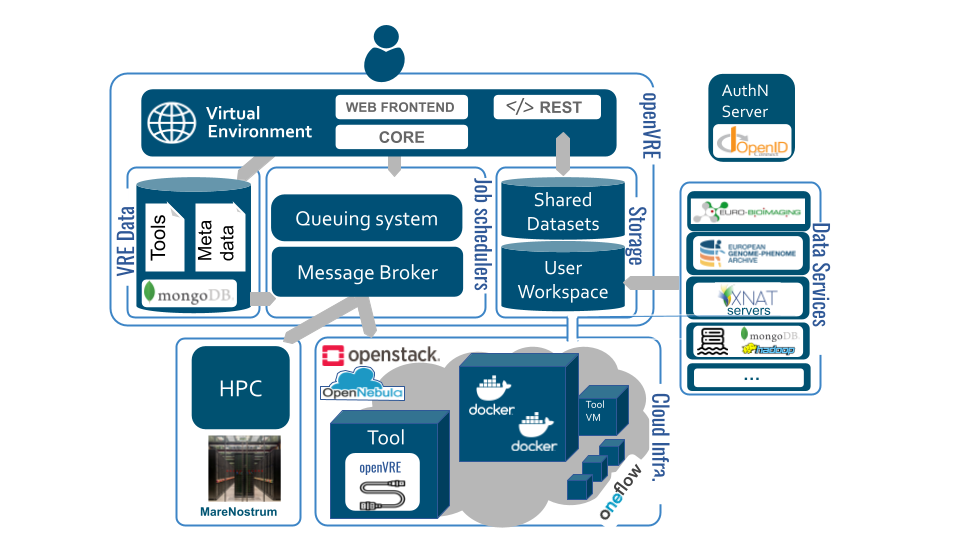 Virtual
Environment
WEB FRONTEND
CORE
</> REST
openVRE
AuthN
Server
OpenID
CONNECT
VRE Data
Tools
Meta
data
mongoDB.
Queuing system
Message Broker
Job schedulers
Shared
Datasets
User
Workspace
Storage
EURO-BIOIMAGING
EUROPEAN
GENOME-PHENOME
ARCHIVE
XNAT
servers
mongoDB.
hadoop
...
Data Services
HPC
MareNostrum
openstack.
OpenNebula
Tool
openVRE
docker
docker
Tool
VM
oneflow
Cloud Infra.